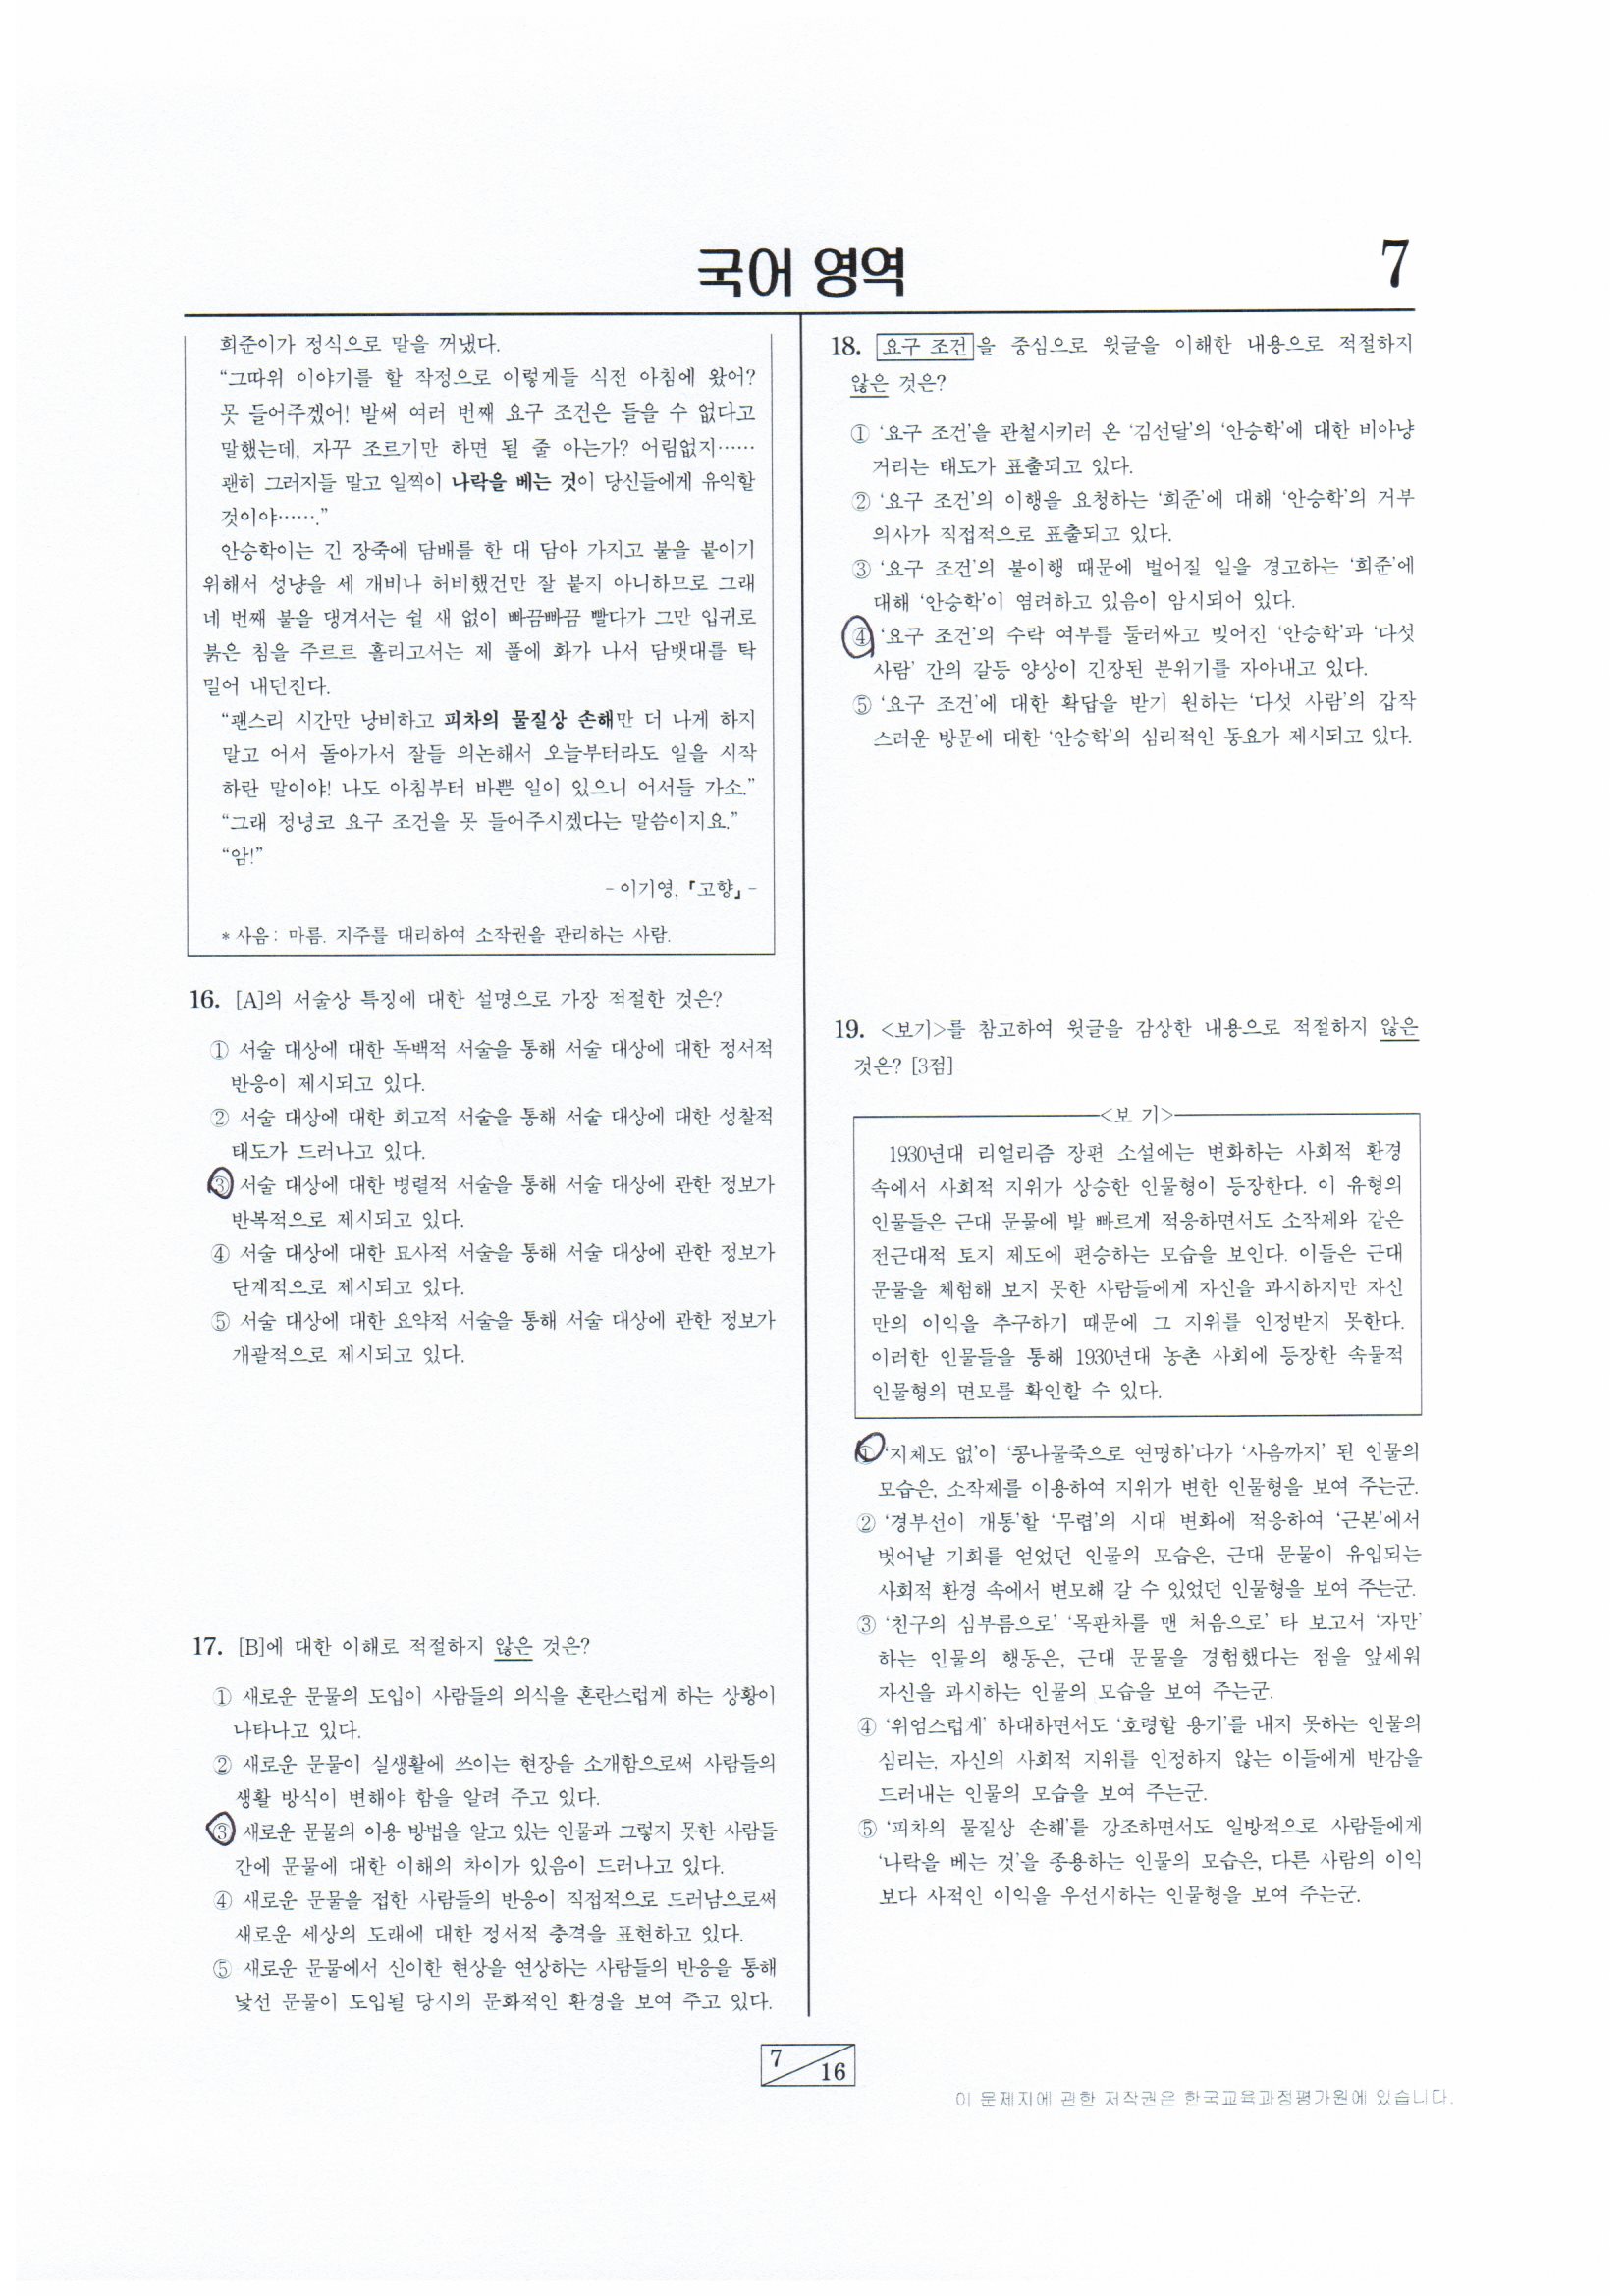 국어 영역
7
희준이가 정식으로 말을 꺼냈다.
“그따위 이야기를 할 작정으로 이렇게들 식전 아침에 왔어?
못 들어주겠어! 발써 여러 번째 요구 조건은 들을 수 없다고
말했는데, 자꾸 조르기만 하면 될 줄 아는가? 어림없지……
괜히 그러지들 말고 일찍이 나락을 베는 것이 당신들에게 유익할
것이야…….”
안승학이는 긴 장죽에 담배를 한 대 담아 가지고 불을 붙이기
위해서 성냥을 세 개비나 허비했건만 잘 붙지 아니하므로 그래
네 번째 불을 댕겨서는 쉴 새 없이 빠끔빠끔 빨다가 그만 입귀로
붉은 침을 주르르 흘리고서는 제 풀에 화가 나서 담뱃대를 탁
밀어 내던진다.
“괜스리 시간만 낭비하고 피차의 물질상 손해만 더 나게 하지
말고 어서 돌아가서 잘들 의논해서 오늘부터라도 일을 시작
하란 말이야! 나도 아침부터 바쁜 일이 있으니 어서들 가소.”
“그래 정녕코 요구 조건을 못 들어주시겠다는 말씀이지요.”
“암!”
- 이기영, 「고향」 -
* 사음 : 마름. 지주를 대리하여 소작권을 관리하는 사람.
16. [A]의 서술상 특징에 대한 설명으로 가장 적절한 것은?
① 서술 대상에 대한 독백적 서술을 통해 서술 대상에 대한 정서적
반응이 제시되고 있다.
② 서술 대상에 대한 회고적 서술을 통해 서술 대상에 대한 성찰적
태도가 드러나고 있다.
③ 서술 대상에 대한 병렬적 서술을 통해 서술 대상에 관한 정보가
반복적으로 제시되고 있다.
④ 서술 대상에 대한 묘사적 서술을 통해 서술 대상에 관한 정보가
단계적으로 제시되고 있다.
⑤ 서술 대상에 대한 요약적 서술을 통해 서술 대상에 관한 정보가
개괄적으로 제시되고 있다.
17. [B]에 대한 이해로 적절하지 않은 것은?
① 새로운 문물의 도입이 사람들의 의식을 혼란스럽게 하는 상황이
나타나고 있다.
② 새로운 문물이 실생활에 쓰이는 현장을 소개함으로써 사람들의
생활 방식이 변해야 함을 알려 주고 있다.
③ 새로운 문물의 이용 방법을 알고 있는 인물과 그렇지 못한 사람들
간에 문물에 대한 이해의 차이가 있음이 드러나고 있다.
④ 새로운 문물을 접한 사람들의 반응이 직접적으로 드러남으로써
새로운 세상의 도래에 대한 정서적 충격을 표현하고 있다.
⑤ 새로운 문물에서 신이한 현상을 연상하는 사람들의 반응을 통해
낯선 문물이 도입될 당시의 문화적인 환경을 보여 주고 있다.
18. 요구 조건을 중심으로 윗글을 이해한 내용으로 적절하지
않은 것은?
① ‘요구 조건’을 관철시키러 온 ‘김선달’의 ‘안승학’에 대한 비아냥
거리는 태도가 표출되고 있다.
② ‘요구 조건’의 이행을 요청하는 ‘희준’에 대해 ‘안승학’의 거부
의사가 직접적으로 표출되고 있다.
③ ‘요구 조건’의 불이행 때문에 벌어질 일을 경고하는 ‘희준’에
대해 ‘안승학’이 염려하고 있음이 암시되어 있다.
④ ‘요구 조건’의 수락 여부를 둘러싸고 빚어진 ‘안승학’과 ‘다섯
사람’ 간의 갈등 양상이 긴장된 분위기를 자아내고 있다.
⑤ ‘요구 조건’에 대한 확답을 받기 원하는 ‘다섯 사람’의 갑작
스러운 방문에 대한 ‘안승학’의 심리적인 동요가 제시되고 있다.
19. <보기>를 참고하여 윗글을 감상한 내용으로 적절하지 않은
것은? [3점]
<보 기>
1930년대 리얼리즘 장편 소설에는 변화하는 사회적 환경
속에서 사회적 지위가 상승한 인물형이 등장한다. 이 유형의
인물들은 근대 문물에 발 빠르게 적응하면서도 소작제와 같은
전근대적 토지 제도에 편승하는 모습을 보인다. 이들은 근대
문물을 체험해 보지 못한 사람들에게 자신을 과시하지만 자신
만의 이익을 추구하기 때문에 그 지위를 인정받지 못한다.
이러한 인물들을 통해 1930년대 농촌 사회에 등장한 속물적
인물형의 면모를 확인할 수 있다.
① ‘지체도 없’이 ‘콩나물죽으로 연명하’다가 ‘사음까지’ 된 인물의
모습은, 소작제를 이용하여 지위가 변한 인물형을 보여 주는군.
② ‘경부선이 개통’할 ‘무렵’의 시대 변화에 적응하여 ‘근본’에서
벗어날 기회를 얻었던 인물의 모습은, 근대 문물이 유입되는
사회적 환경 속에서 변모해 갈 수 있었던 인물형을 보여 주는군.
③ ‘친구의 심부름으로’ ‘목판차를 맨 처음으로’ 타 보고서 ‘자만’
하는 인물의 행동은, 근대 문물을 경험했다는 점을 앞세워
자신을 과시하는 인물의 모습을 보여 주는군.
④ ‘위엄스럽게’ 하대하면서도 ‘호령할 용기’를 내지 못하는 인물의
심리는, 자신의 사회적 지위를 인정하지 않는 이들에게 반감을
드러내는 인물의 모습을 보여 주는군.
⑤ ‘피차의 물질상 손해’를 강조하면서도 일방적으로 사람들에게
‘나락을 베는 것’을 종용하는 인물의 모습은, 다른 사람의 이익
보다 사적인 이익을 우선시하는 인물형을 보여 주는군.
7
16
이 문제지에 관한 저작권은 한국교육과정평가원에 있습니다.